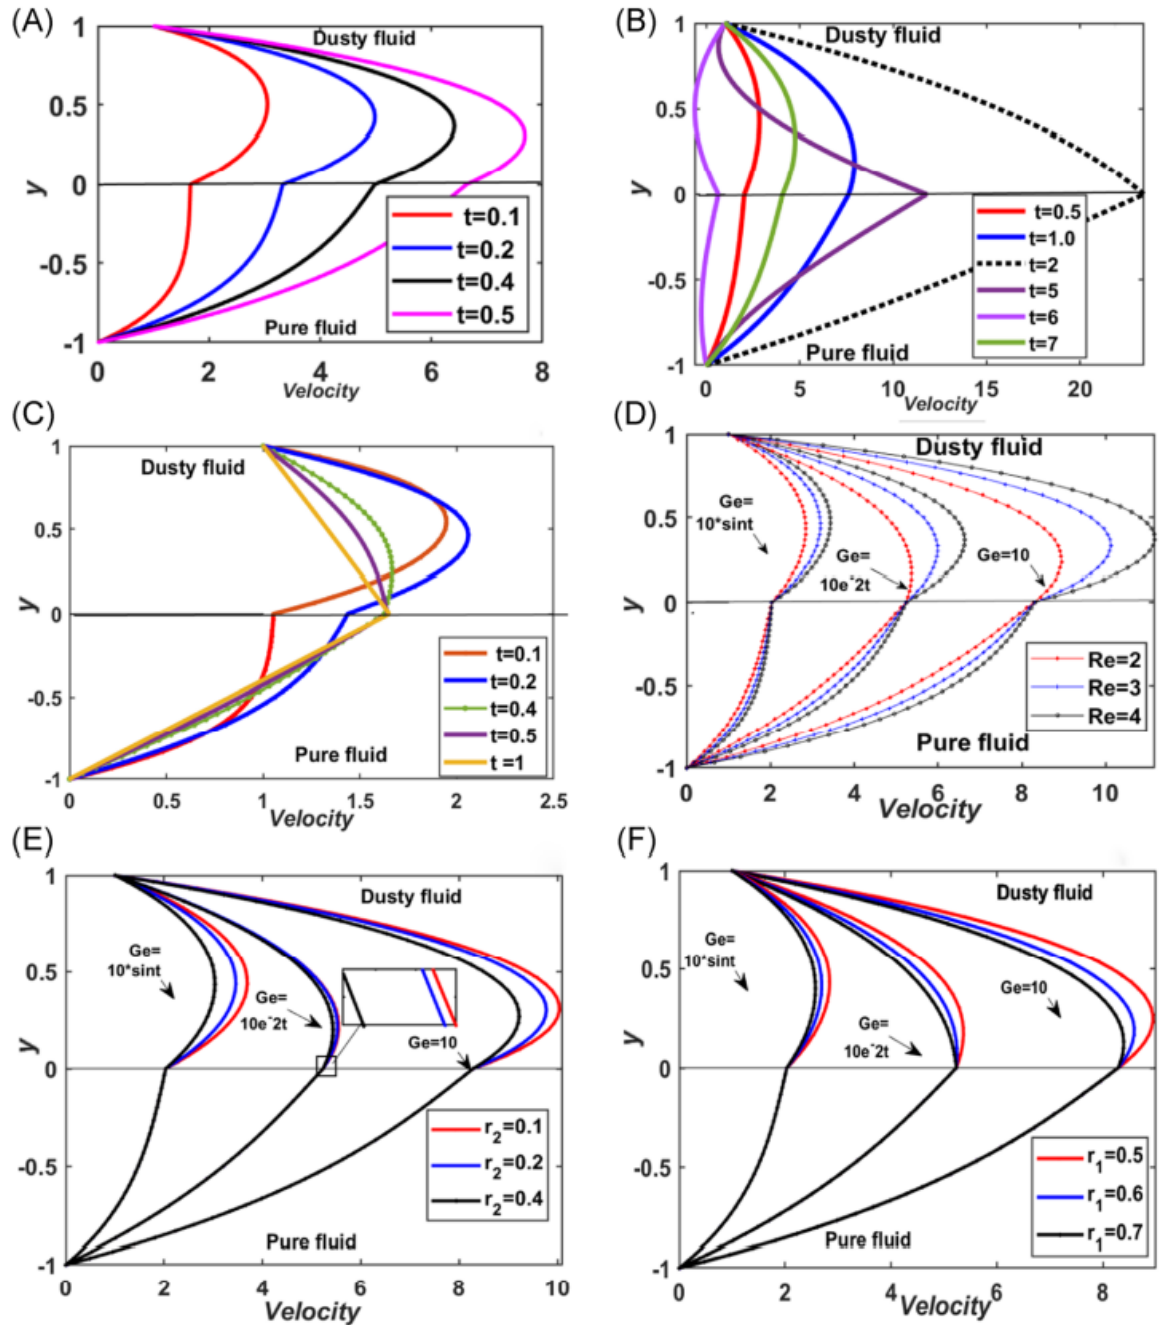 (A)
1
Dusty fluid
0.5
0
y
t=0.1
t=0.2
-0.5
t=0.4
Pure fluid
t=0.5
-1
0 2 4 6 8
Velocity
(B)
1
Dusty fluid
0.5
0
y
t=0.5
t=1.0
t=2
-0.5
t=5
t=6
Pure fluid
t=7
-1
0 5 10 15 20
Velocity
(C)
1
Dusty fluid
0.5
0
y
t=0.1
t=0.2
-0.5
t=0.4
Pure fluid
t=0.5
t =1
-1
0 0.5 1 1.5 2 2.5
Velocity
(D)
1
Dusty fluid
Ge=
0.5
10*sint
Ge=
Ge=10
10e^2t
0
y
Re=2
-0.5
Re=3
Re=4
Pure fluid
-1
0 2 4 6 8 10
Velocity
(E)
1
Dusty fluid
Ge=
10*sint
0.5
Ge=
10e^2t
Ge=10
0
y
r2=0.1
-0.5
r2=0.2
r2=0.4
Pure fluid
-1
0 2 4 6 8 10
Velocity
(F)
1
Dusty fluid
Ge=
10*sint
0.5
Ge=10
Ge=
10e^2t
0
y
-0.5
r1=0.5
r1=0.6
Pure fluid
r1=0.7
-1
0 2 4 6 8
Velocity